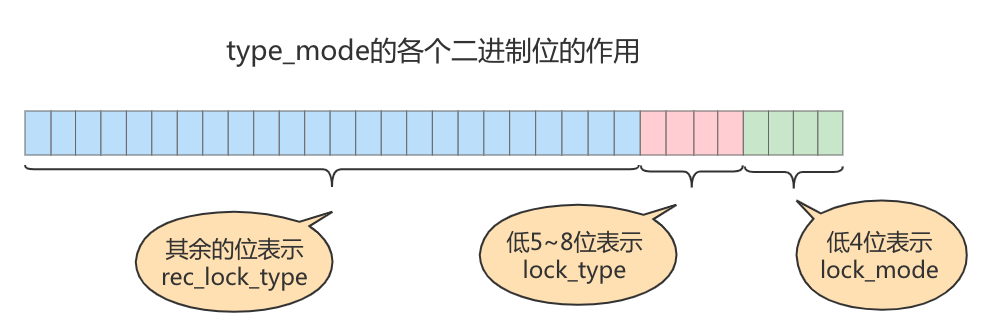 type_mode的各个二进制位的作用
其余的位表示
rec_lock_type
低5~8位表示
lock_type
低4位表示
lock_mode